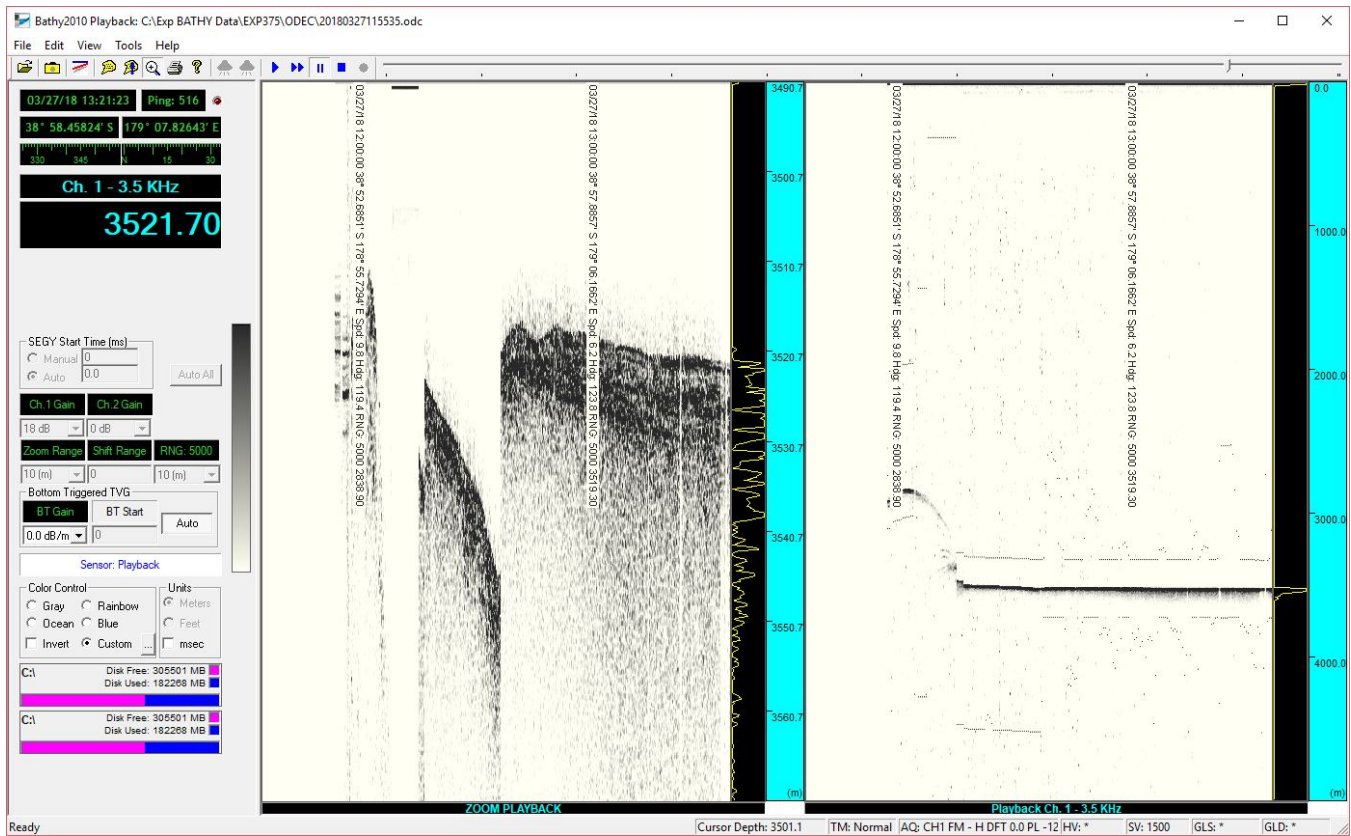 Bathy2010 Playback: C:\Exp BATHY Data\EXP375\ODEC\20180327115535.odc
File Edit View Tools Help
03/27/18 13:21:23 Ping: 516
38° 58.45824' S 179° 07.82643' E
330 345 N 15 30
Ch. 1 - 3.5 KHz
3521.70
SEGY Start Time (ms)
Manual 0
Auto 0.0 Auto All
Ch.1 Gain Ch.2 Gain
18 dB 0 dB
Zoom Range Shift Range RNG: 5000
10 (m) 0 10 (m)
Bottom Triggered TVG
BT Gain BT Start Auto
0.0 dB/m 0
Sensor: Playback
Color Control Units
Gray Rainbow Meters
Ocean Blue Feet
Invert Custom ... msec
C:\ Disk Free: 305501 MB
Disk Used: 182268 MB
C:\ Disk Free: 305501 MB
Disk Used: 182268 MB
03/27/18 12:00:00 38° 52.6851' S 178° 55.7294' E Spd: 9.8 Hdg: 119.4 RNG: 5000 2838.90
03/27/18 13:00:00 38° 57.8857' S 179° 06.1662' E Spd: 6.2 Hdg: 123.8 RNG: 5000 3519.30
3490.7
3500.7
3510.7
3520.7
3530.7
3540.7
3550.7
3560.7
(m)
ZOOM PLAYBACK
03/27/18 12:00:00 38° 52.6851' S 178° 55.7294' E Spd: 9.8 Hdg: 119.4 RNG: 5000 2838.90
03/27/18 13:00:00 38° 57.8857' S 179° 06.1662' E Spd: 6.2 Hdg: 123.8 RNG: 5000 3519.30
0.0
1000.0
2000.0
3000.0
4000.0
(m)
Playback Ch. 1 - 3.5 KHz
Ready Cursor Depth: 3501.1 TM: Normal AQ: CH1 FM - H DFT 0.0 PL -12 HV: * SV: 1500 GLS: * GLD: *